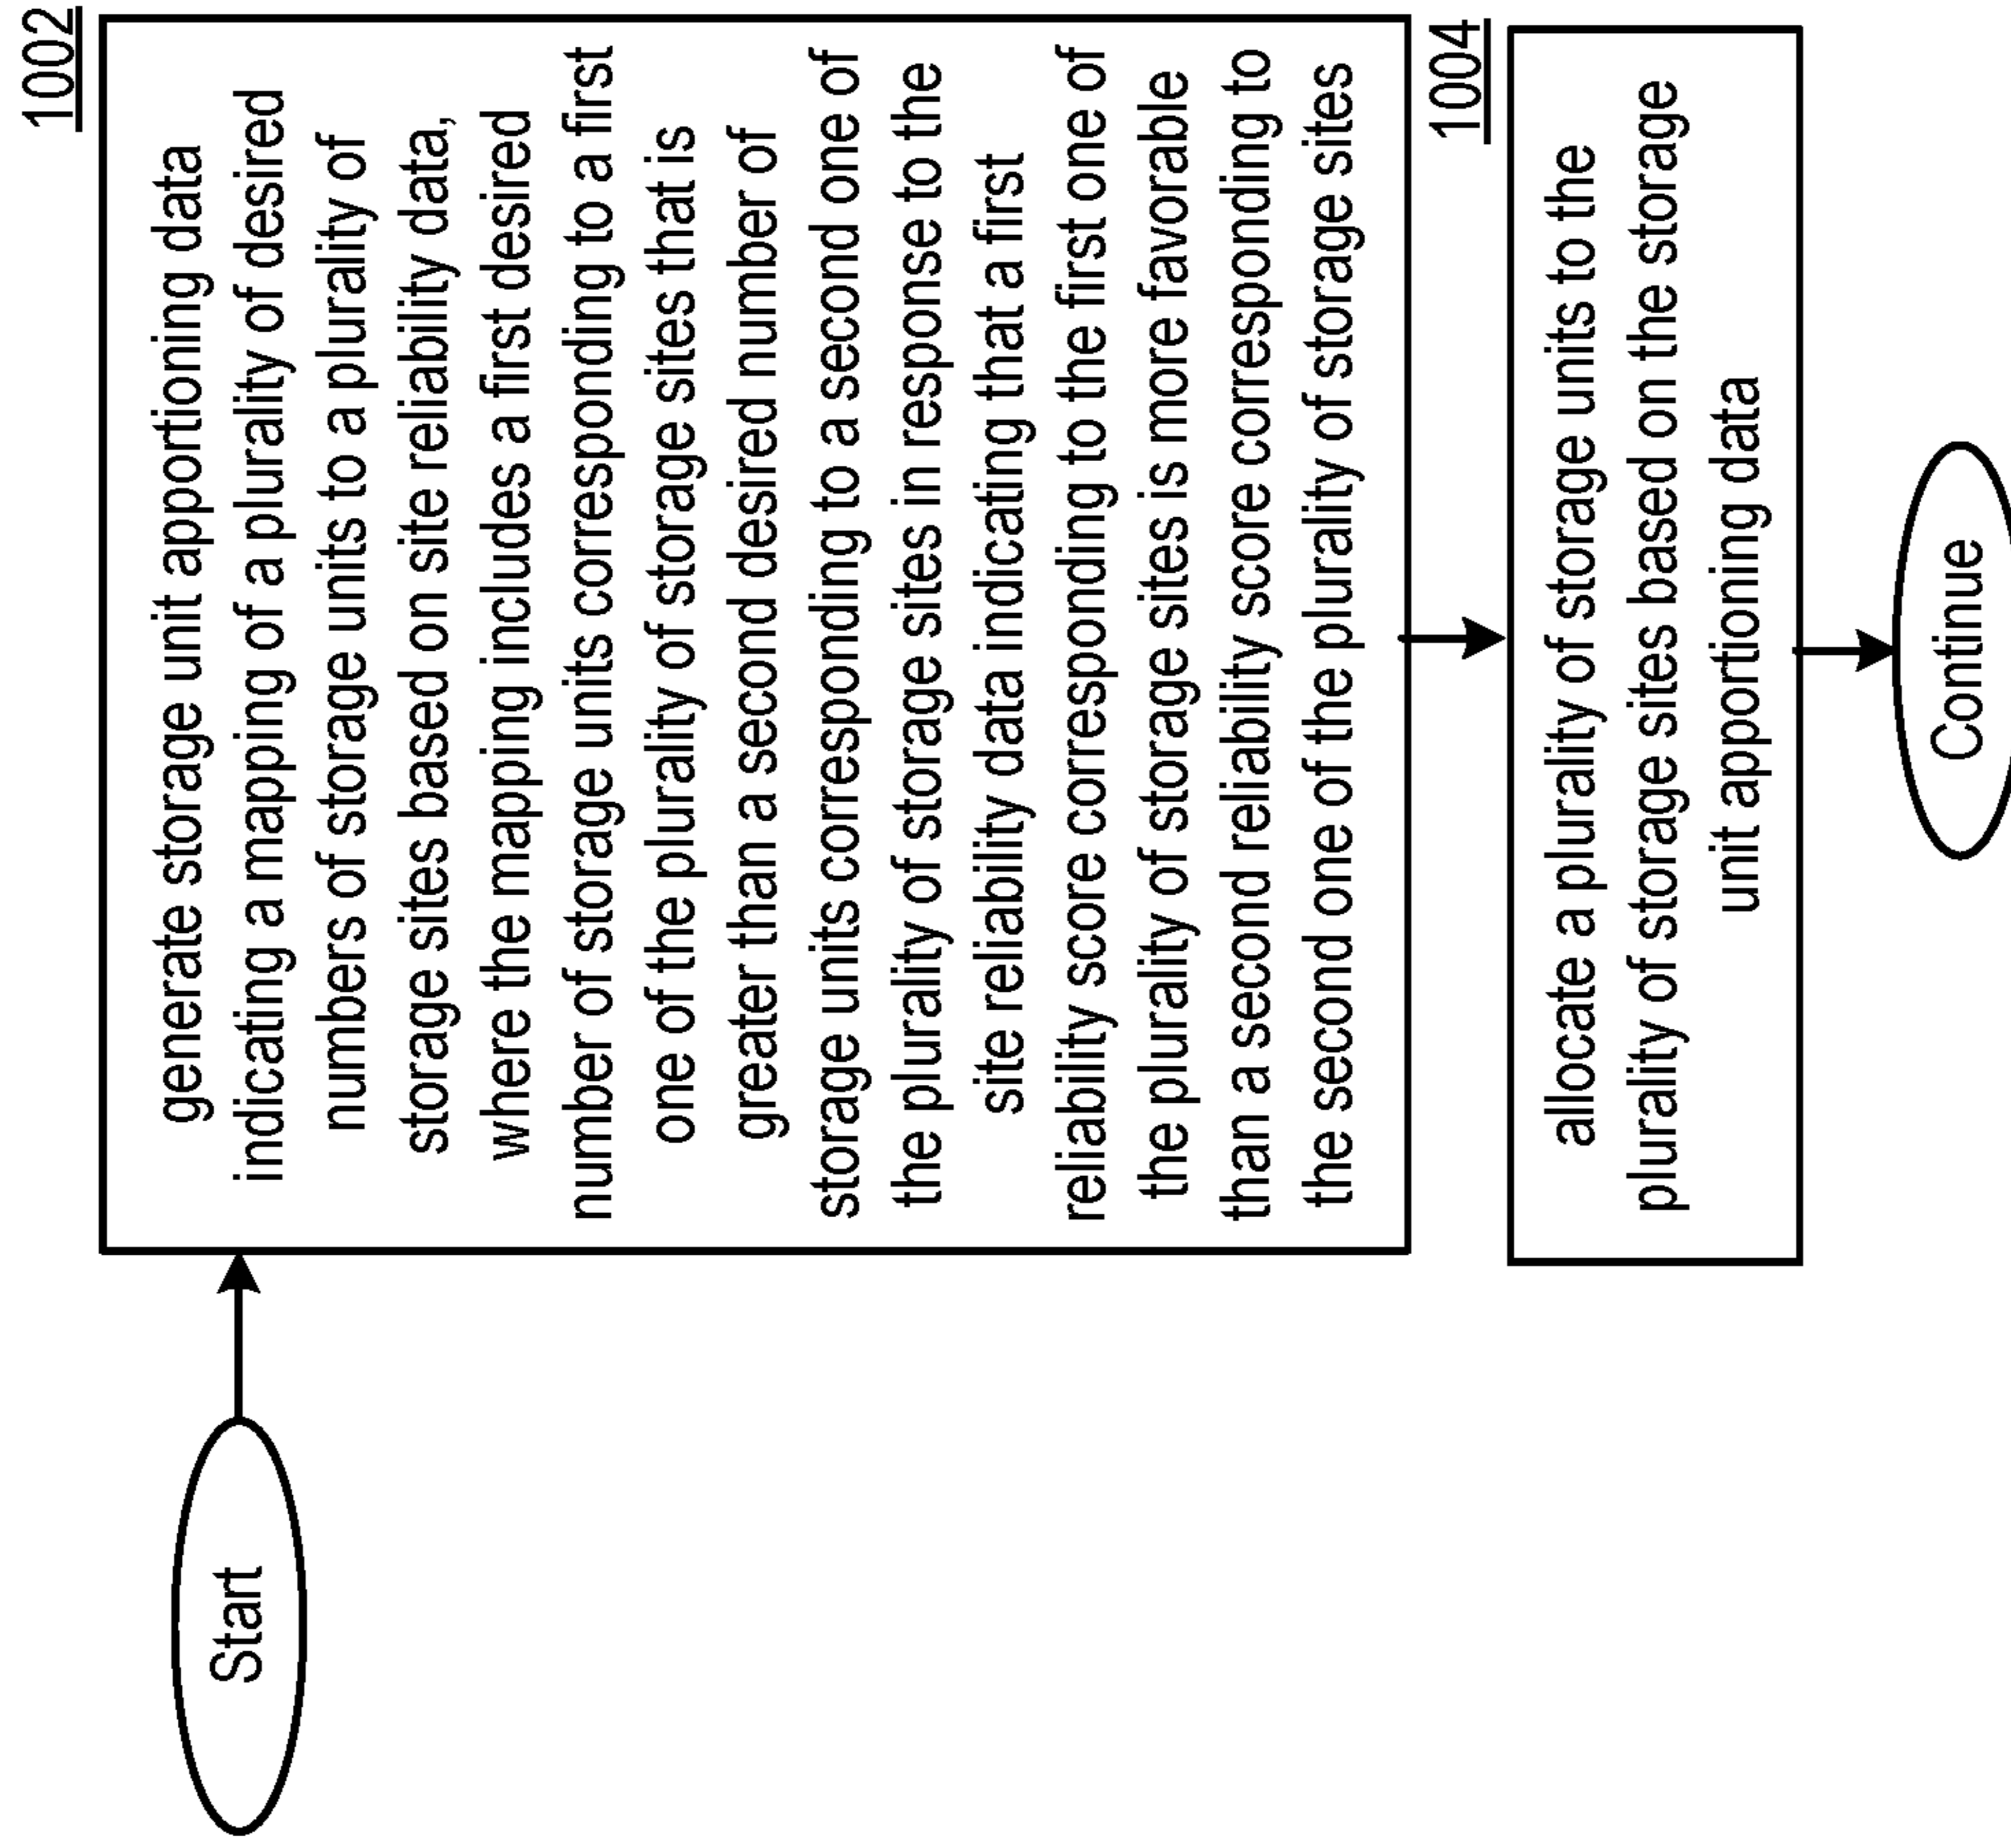 Start
1002
generate storage unit apportioning data
indicating a mapping of a plurality of desired
numbers of storage units to a plurality of
storage sites based on site reliability data,
where the mapping includes a first desired
number of storage units corresponding to a first
one of the plurality of storage sites that is
greater than a second desired number of
storage units corresponding to a second one of
the plurality of storage sites in response to the
site reliability data indicating that a first
reliability score corresponding to the first one of
the plurality of storage sites is more favorable
than a second reliability score corresponding to
the second one of the plurality of storage sites
1004
allocate a plurality of storage units to the
plurality of storage sites based on the storage
unit apportioning data
Continue